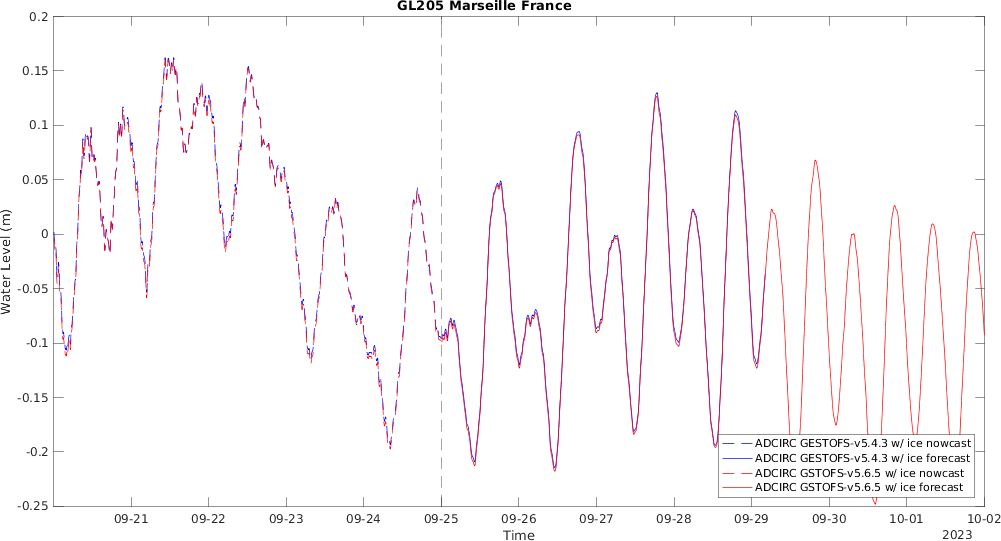 GL205 Marseille France
0.2
0.15
0.1
0.05
0
-0.05
-0.1
-0.15
-0.2
-0.25
Water Level (m)
ADCIRC GESTOFS-v5.4.3 w/ ice nowcast
ADCIRC GESTOFS-v5.4.3 w/ ice forecast
ADCIRC GSTOFS-v5.6.5 w/ ice nowcast
ADCIRC GSTOFS-v5.6.5 w/ ice forecast
09-21 09-22 09-23 09-24 09-25 09-26 09-27 09-28 09-29 09-30 10-01 10-02
Time
2023